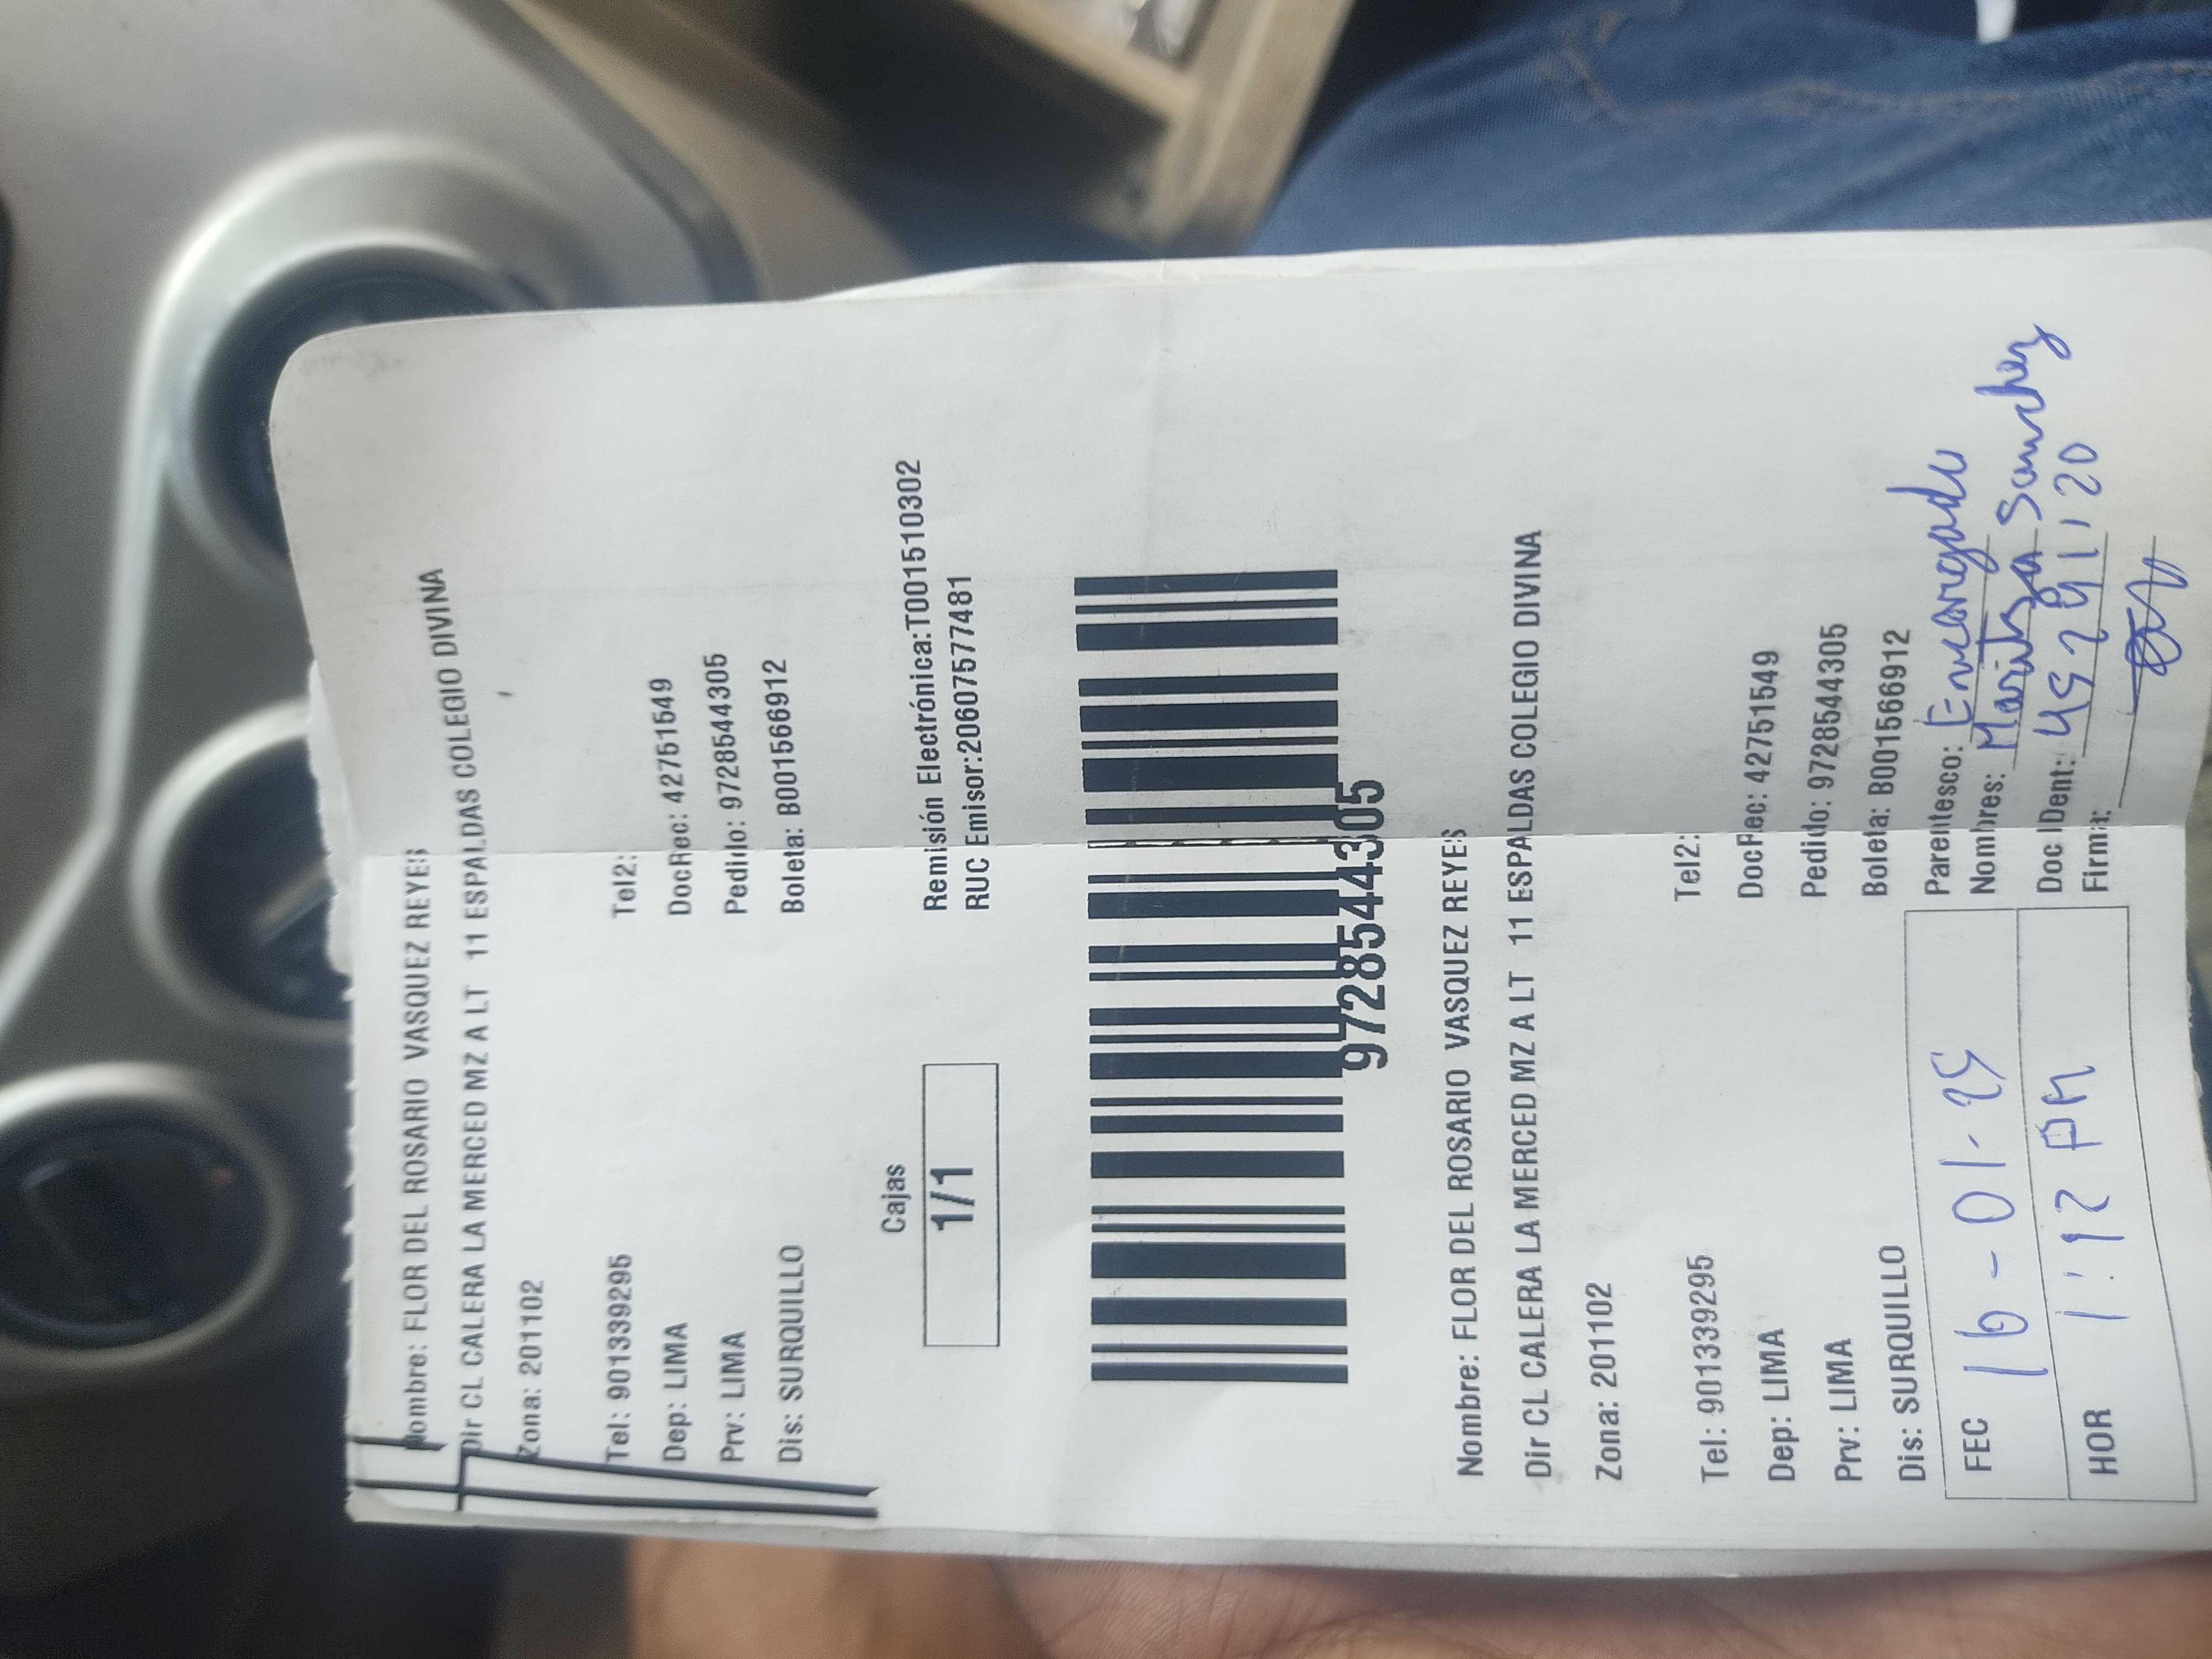 Nombre: FLOR DEL ROSARIO VASQUEZ REYES
Dir CL CALERA LA MERCED MZ A LT 11 ESPALDAS COLEGIO DIVINA
Zona: 201102
Tel: 901339295 Tel2:
Dep: LIMA DocRec: 42751549
Prv: LIMA Pedido: 9728544305
Dis: SURQUILLO Boleta: B001566912
Cajas
1/1
Remisión Electrónica:T001510302
RUC Emisor:20607577481
9728544305
Nombre: FLOR DEL ROSARIO VASQUEZ REYES
Dir CL CALERA LA MERCED MZ A LT 11 ESPALDAS COLEGIO DIVINA
Zona: 201102
Tel: 901339295 Tel2:
Dep: LIMA DocRec: 42751549
Prv: LIMA Pedido: 9728544305
Dis: SURQUILLO Boleta: B001566912
FEC 16-01-25
HOR 1:12 PM
Parentesco: Encargado
Nombres: Maritza Sanchez
Doc IDent:
Firma: